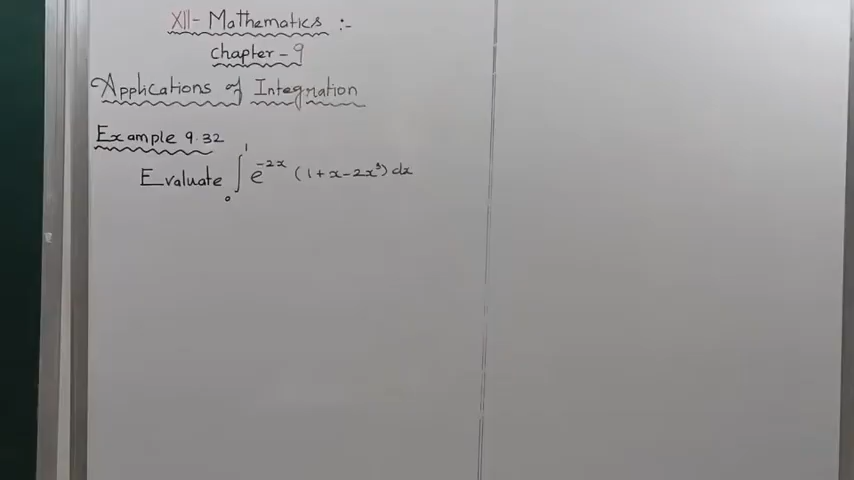 XII- Mathematics :-
Chapter - 9
Applications of Integration
Example 9.32
Evaluate ∫₀¹ e^{-2x} (1+x-2x³) dx